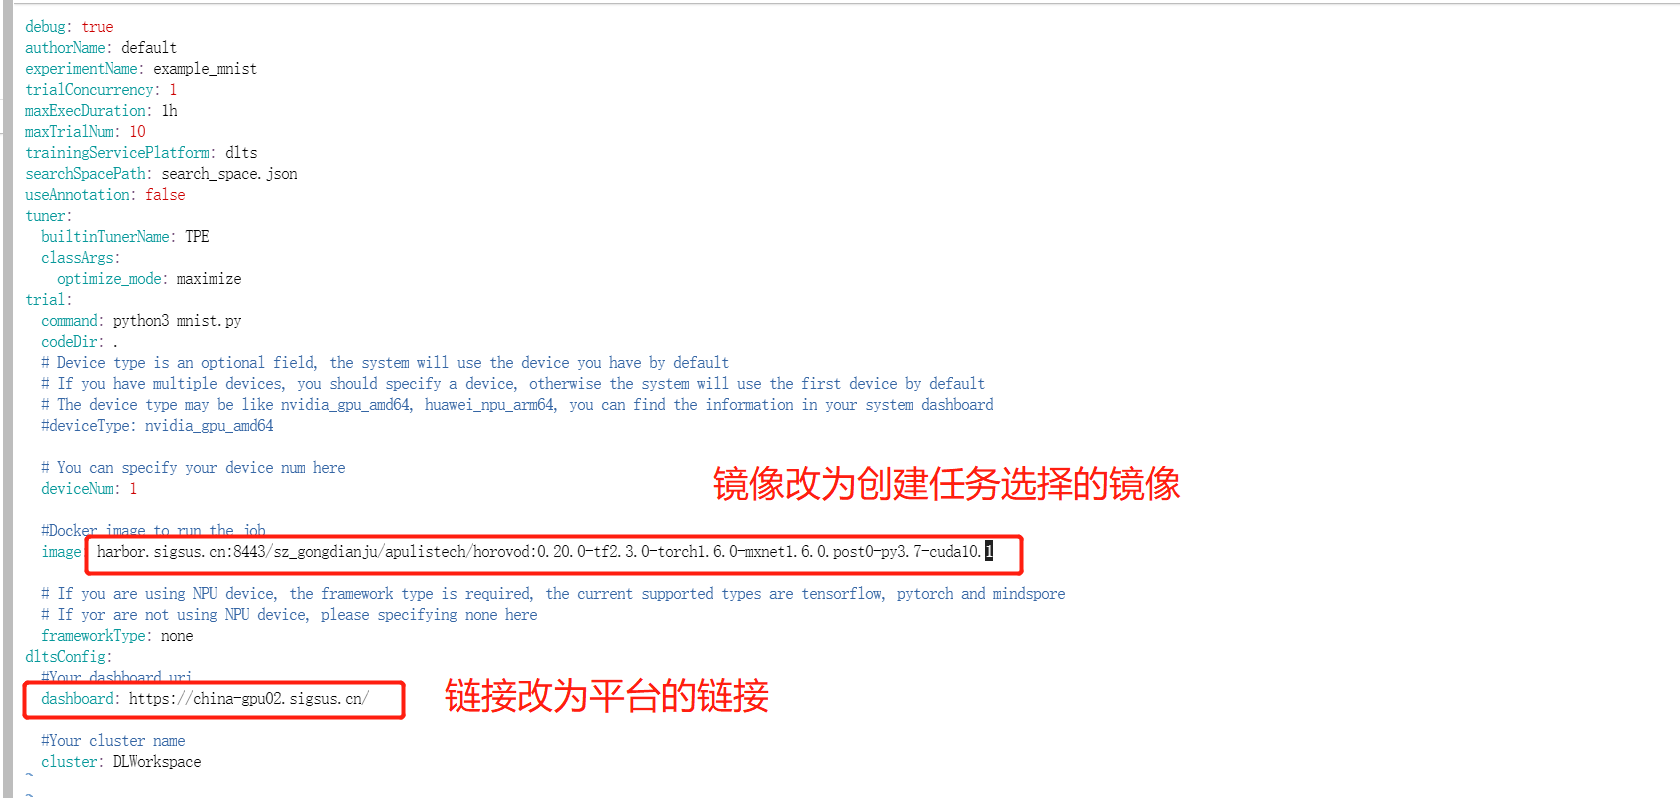 debug: true
authorName: default
experimentName: example_mnist
trialConcurrency: 1
maxExecDuration: 1h
maxTrialNum: 10
trainingServicePlatform: dlts
searchSpacePath: search_space.json
useAnnotation: false
tuner:
  builtinTunerName: TPE
  classArgs:
    optimize_mode: maximize
trial:
  command: python3 mnist.py
  codeDir: .
  # Device type is an optional field, the system will use the device you have by default
  # If you have multiple devices, you should specify a device, otherwise the system will use the first device by default
  # The device type may be like nvidia_gpu_amd64, huawei_npu_arm64, you can find the information in your system dashboard
  #deviceType: nvidia_gpu_amd64
  # You can specify your device num here
镜像改为创建任务选择的镜像
  deviceNum: 1
  #Docker image to run the job
  image harbor.sigsus.cn:8443/sz_gongdianju/apulistech/horovod:0.20.0-tf2.3.0-torch1.6.0-mxnet1.6.0.post0-py3.7-cuda10.1
  # If you are using NPU device, the framework type is required, the current supported types are tensorflow, pytorch and mindspore
  # If yor are not using NPU device, please specifying none here
  frameworkType: none
dltsConfig:
  #Your dashboard uri
  dashboard: https://china-gpu02.sigsus.cn/
链接改为平台的链接
  #Your cluster name
  cluster: DLWorkspace
~
~